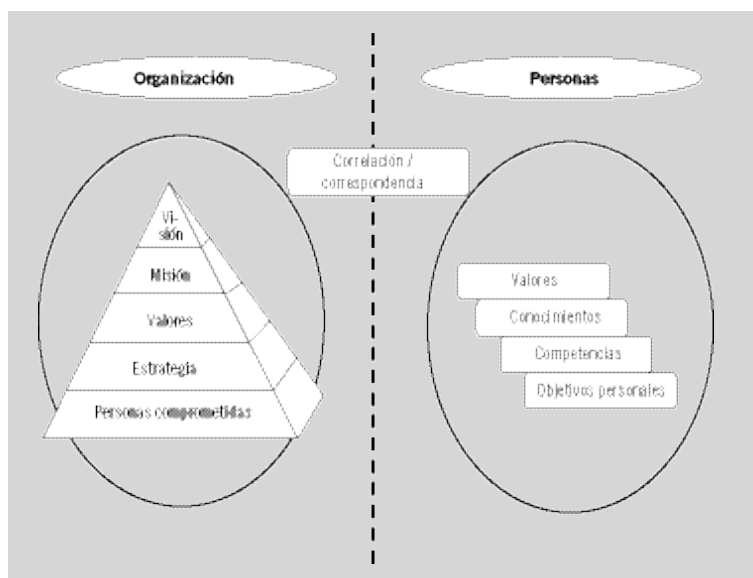 Organización
Personas
Correlación /
correspondencia
Vi-
sión
Misión
Valores
Estrategia
Personas comprometidas
Valores
Conocimientos
Competencias
Objetivos personales